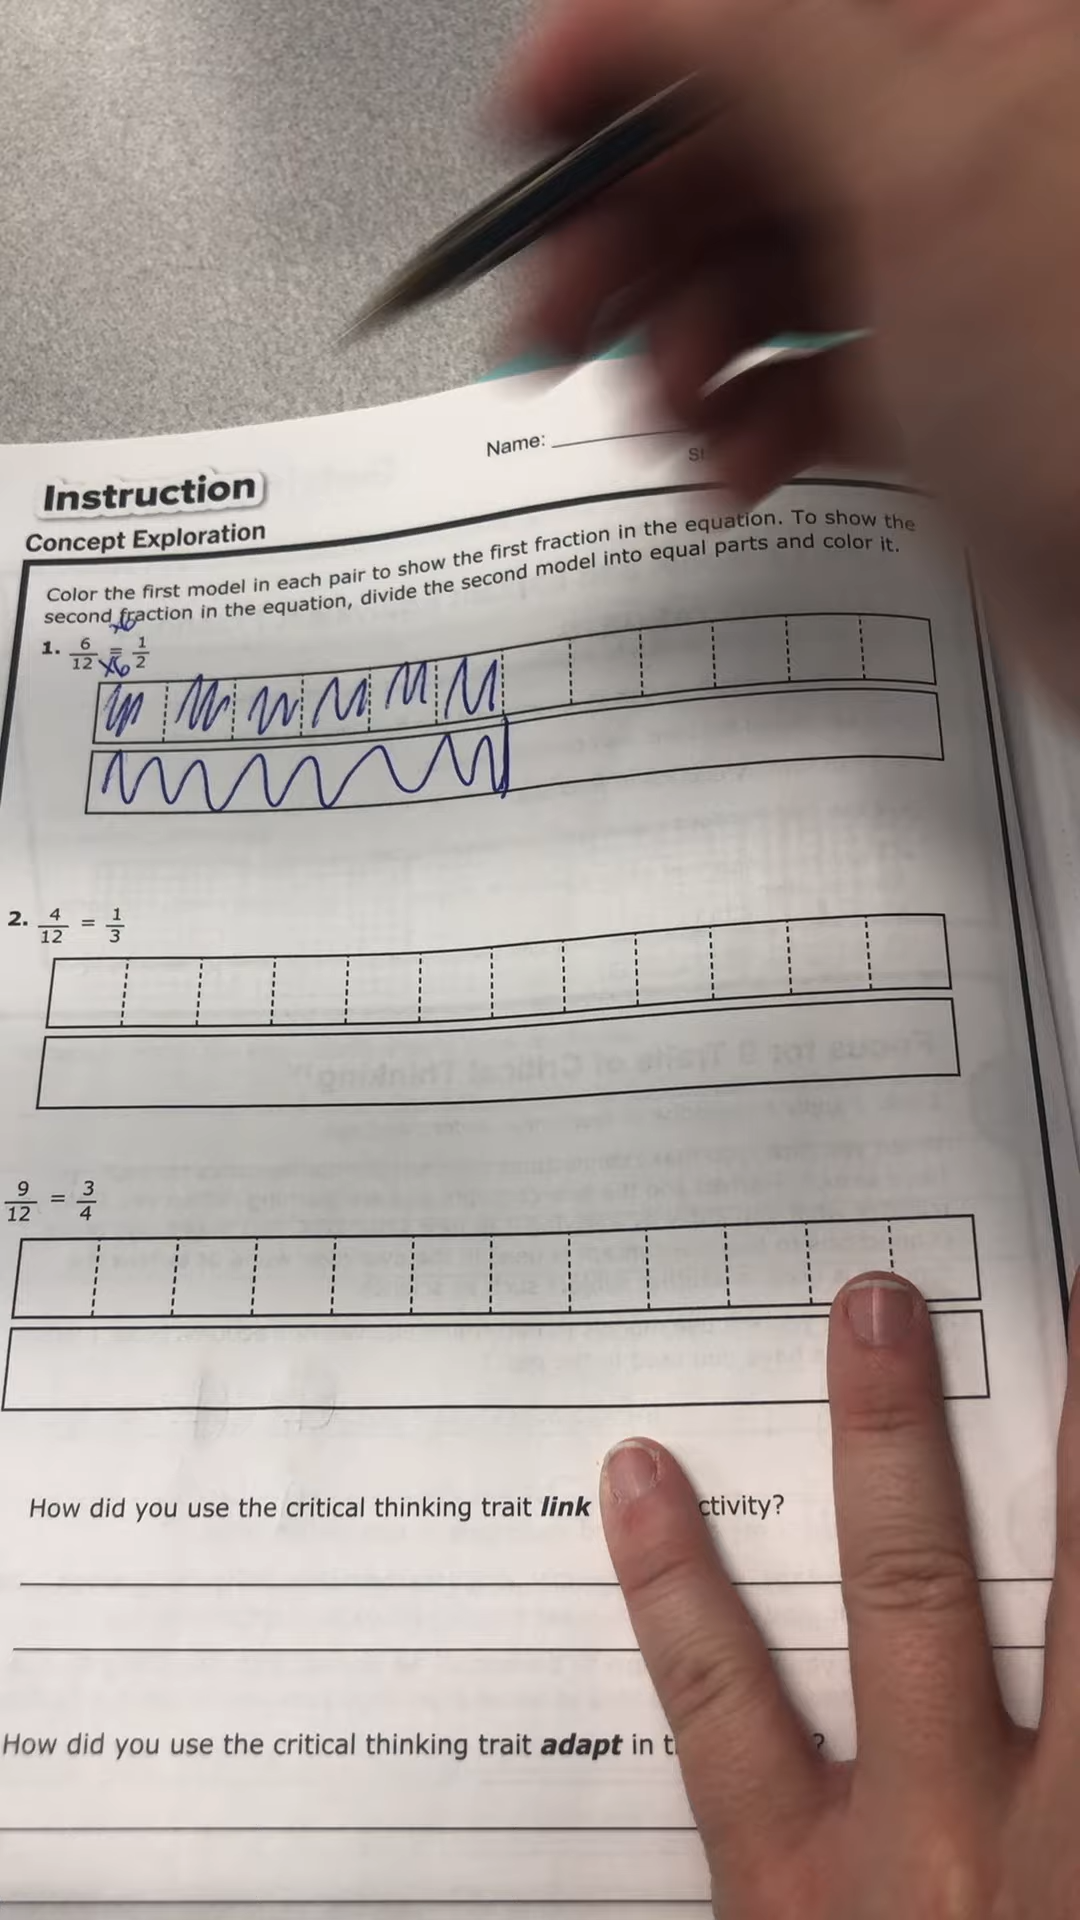 Name:
Instruction
Concept Exploration
Color the first model in each pair to show the first fraction in the equation. To show the
second fraction in the equation, divide the second model into equal parts and color it.
x6
1. 6/12 = 1/2
x6
2. 4/12 = 1/3
9/12 = 3/4
How did you use the critical thinking trait link ctivity?
How did you use the critical thinking trait adapt in t ?